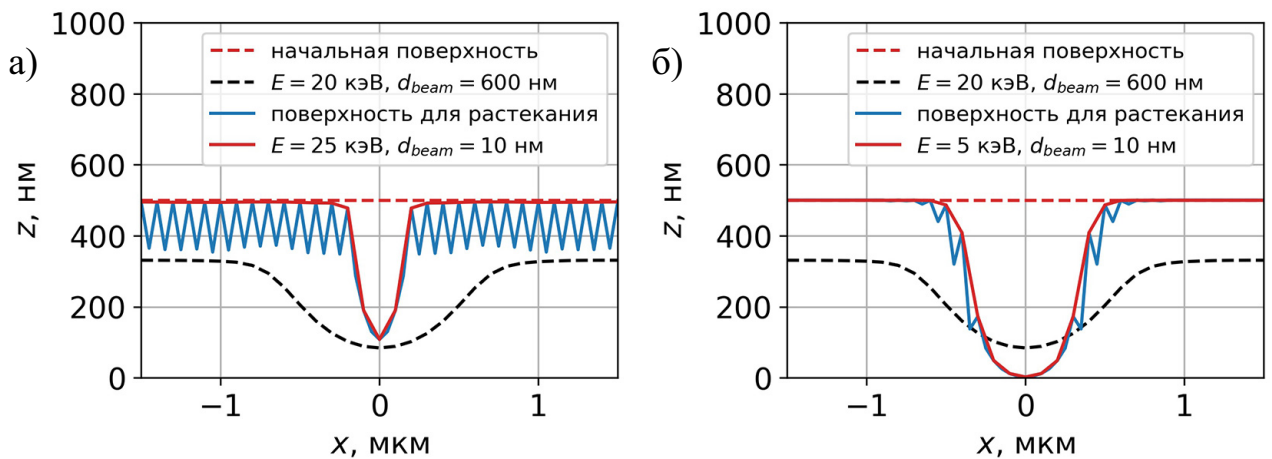 а)
1000
800
600
400
200
0
z, нм
начальная поверхность
E = 20 кэВ, d_beam = 600 нм
поверхность для растекания
E = 25 кэВ, d_beam = 10 нм
−1 0 1
x, мкм
б)
1000
800
600
400
200
0
z, нм
начальная поверхность
E = 20 кэВ, d_beam = 600 нм
поверхность для растекания
E = 5 кэВ, d_beam = 10 нм
−1 0 1
x, мкм